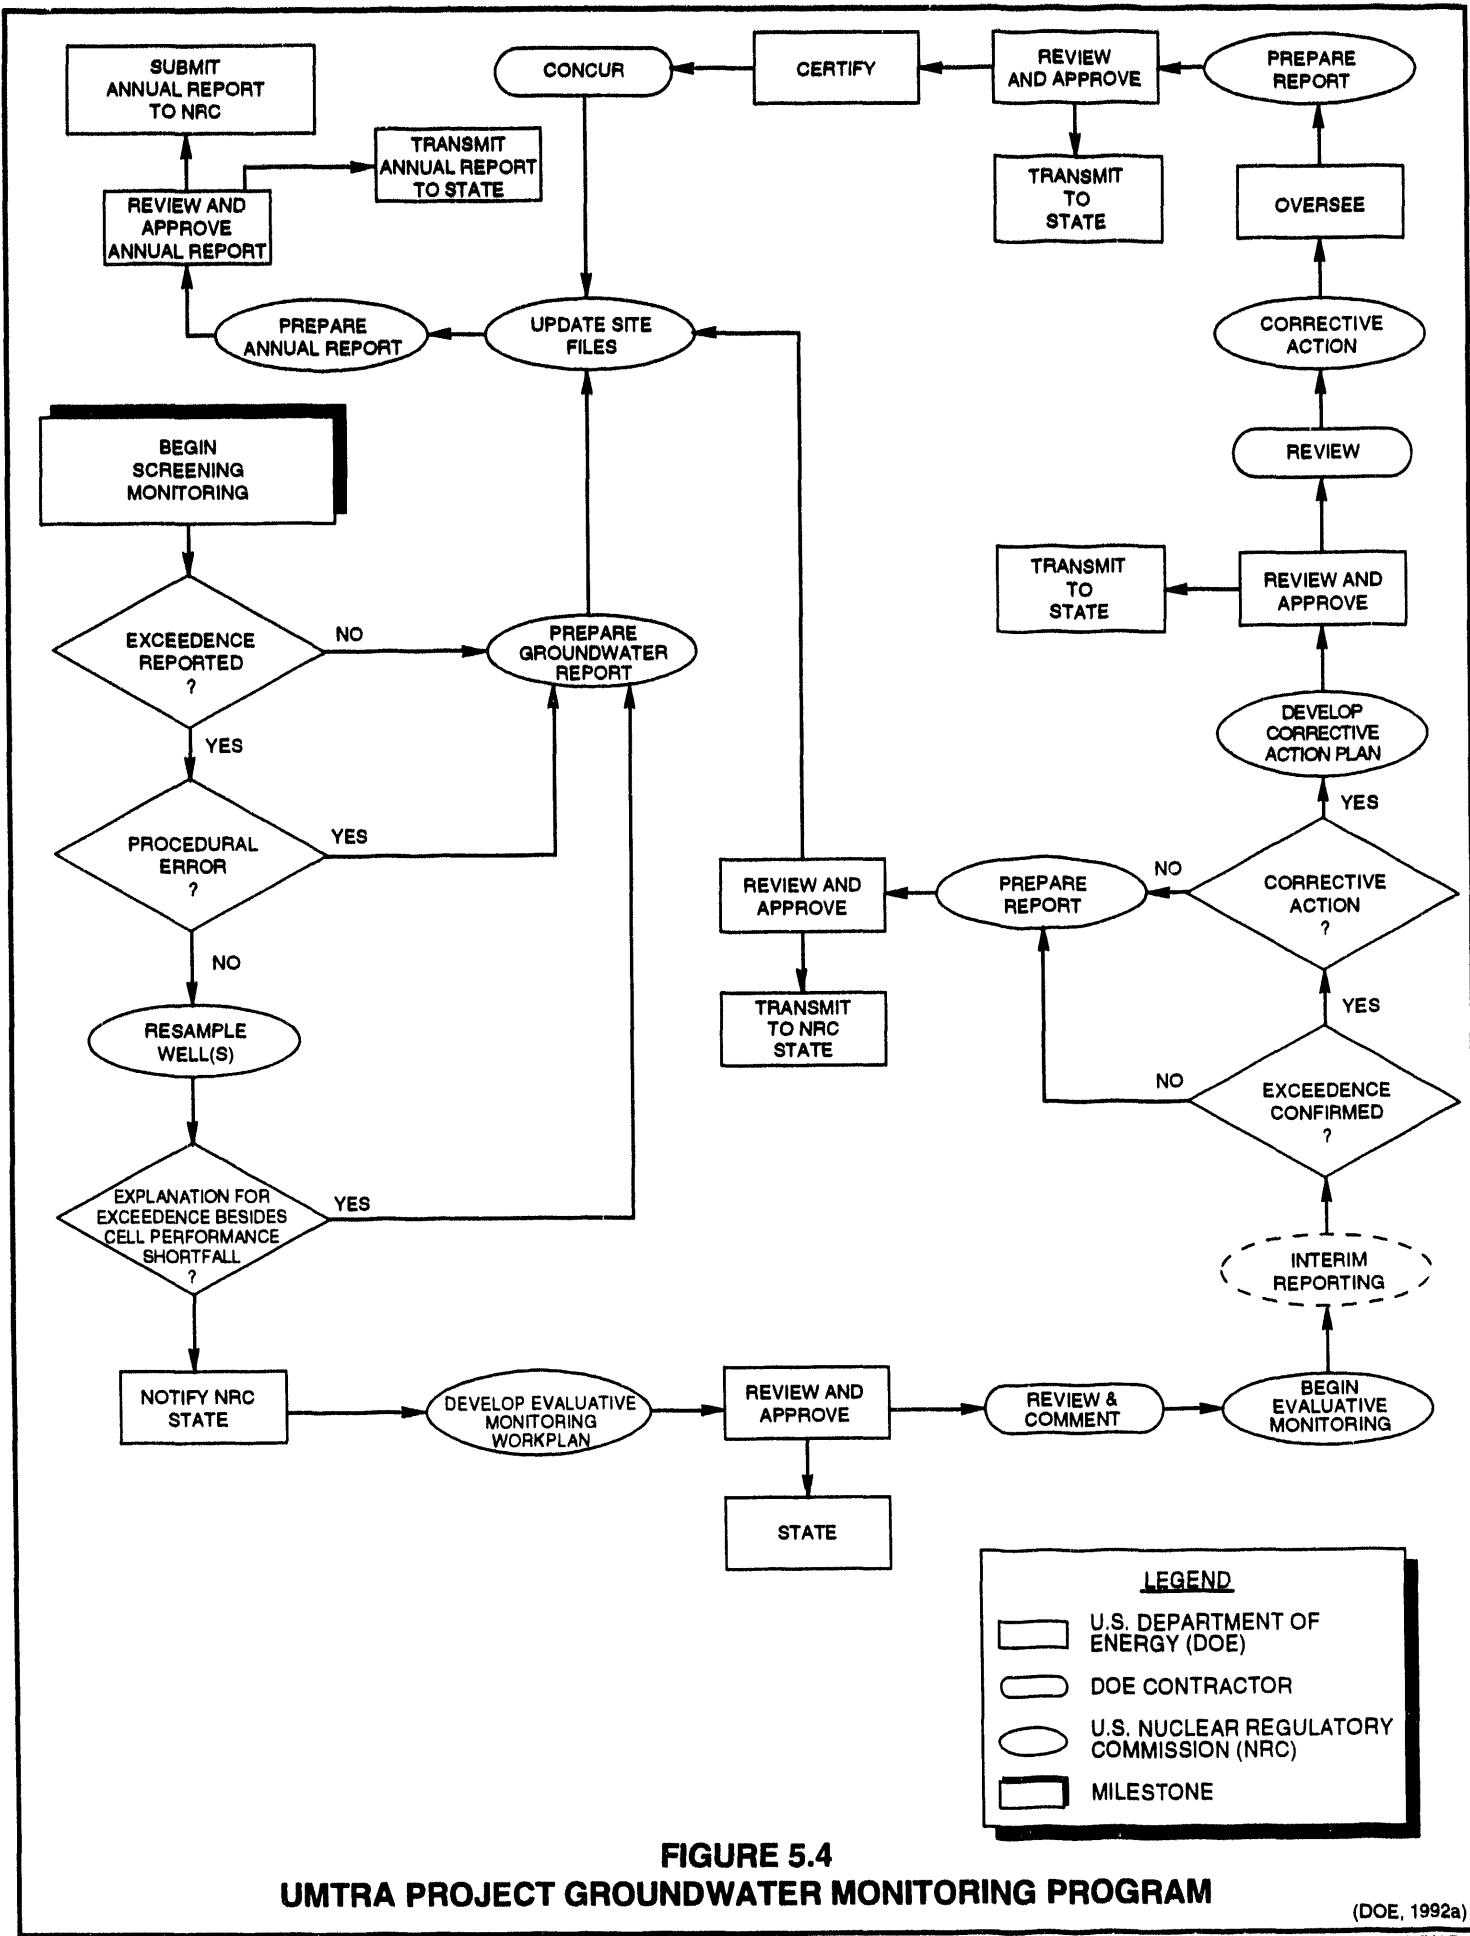 SUBMIT
ANNUAL REPORT
TO NRC
TRANSMIT
ANNUAL REPORT
TO STATE
REVIEW AND
APPROVE
ANNUAL REPORT
PREPARE
ANNUAL REPORT
UPDATE SITE
FILES
CONCUR
CERTIFY
REVIEW
AND APPROVE
PREPARE
REPORT
TRANSMIT
TO
STATE
OVERSEE
CORRECTIVE
ACTION
REVIEW
TRANSMIT
TO
STATE
REVIEW AND
APPROVE
DEVELOP
CORRECTIVE
ACTION PLAN
YES
CORRECTIVE
ACTION
?
NO
PREPARE
REPORT
REVIEW AND
APPROVE
TRANSMIT
TO NRC
STATE
YES
NO
EXCEEDENCE
CONFIRMED
?
INTERIM
REPORTING
BEGIN
SCREENING
MONITORING
EXCEEDENCE
REPORTED
?
NO
PREPARE
GROUNDWATER
REPORT
YES
PROCEDURAL
ERROR
?
YES
NO
RESAMPLE
WELL(S)
EXPLANATION FOR
EXCEEDENCE BESIDES
CELL PERFORMANCE
SHORTFALL
?
YES
NOTIFY NRC
STATE
DEVELOP EVALUATIVE
MONITORING
WORKPLAN
REVIEW AND
APPROVE
STATE
REVIEW &
COMMENT
BEGIN
EVALUATIVE
MONITORING
LEGEND
U.S. DEPARTMENT OF
ENERGY (DOE)
DOE CONTRACTOR
U.S. NUCLEAR REGULATORY
COMMISSION (NRC)
MILESTONE
FIGURE 5.4
UMTRA PROJECT GROUNDWATER MONITORING PROGRAM
(DOE, 1992a)